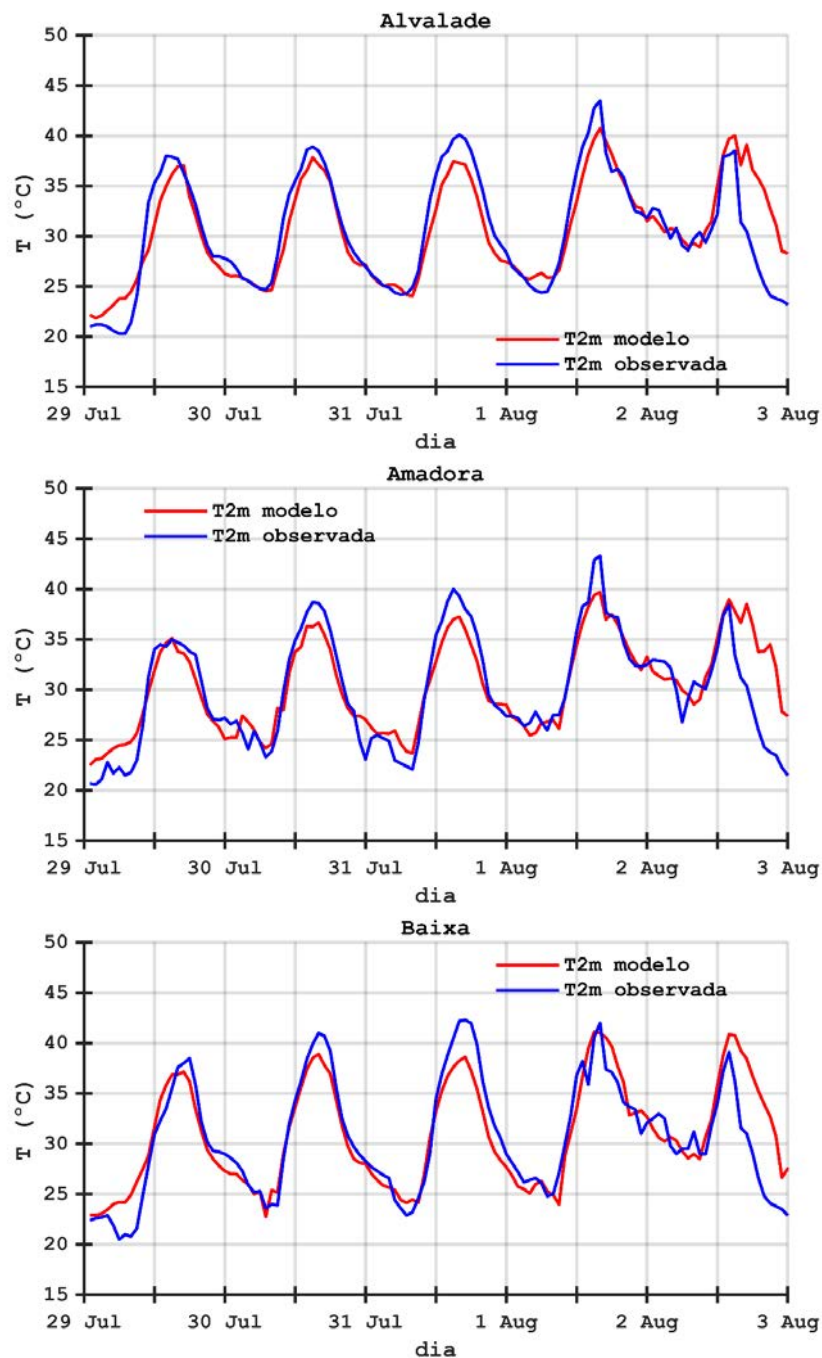 Alvalade
50
45
40
35
30
25
20
15
T (°C)
T2m modelo
T2m observada
29 Jul 30 Jul 31 Jul 1 Aug 2 Aug 3 Aug
dia
Amadora
50
45
40
35
30
25
20
15
T (°C)
T2m modelo
T2m observada
29 Jul 30 Jul 31 Jul 1 Aug 2 Aug 3 Aug
dia
Baixa
50
45
40
35
30
25
20
15
T (°C)
T2m modelo
T2m observada
29 Jul 30 Jul 31 Jul 1 Aug 2 Aug 3 Aug
dia